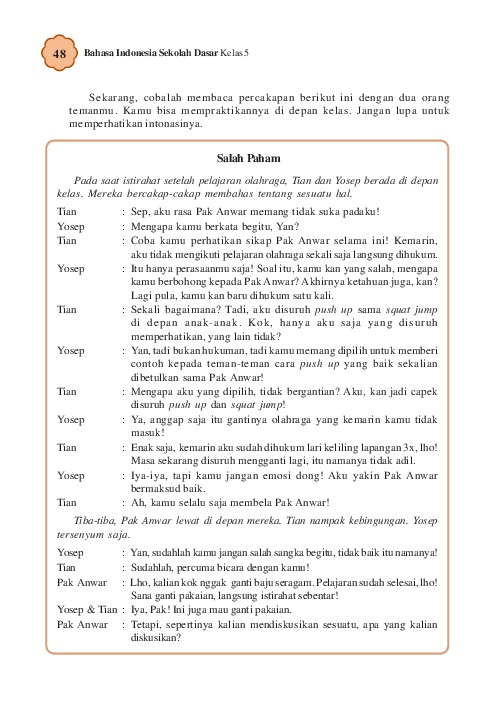 48 Bahasa Indonesia Sekolah Dasar Kelas 5
Sekarang, cobalah membaca percakapan berikut ini dengan dua orang
temanmu. Kamu bisa mempraktikannya di depan kelas. Jangan lupa untuk
memperhatikan intonasinya.
Salah Paham
Pada saat istirahat setelah pelajaran olahraga, Tian dan Yosep berada di depan
kelas. Mereka bercakap-cakap membahas tentang sesuatu hal.
Tian : Sep, aku rasa Pak Anwar memang tidak suka padaku!
Yosep : Mengapa kamu berkata begitu, Yan?
Tian : Coba kamu perhatikan sikap Pak Anwar selama ini! Kemarin,
aku tidak mengikuti pelajaran olahraga sekali saja langsung dihukum.
Yosep : Itu hanya perasaanmu saja! Soal itu, kamu kan yang salah, mengapa
kamu berbohong kepada Pak Anwar? Akhirnya ketahuan juga, kan?
Lagi pula, kamu kan baru dihukum satu kali.
Tian : Sekali bagaimana? Tadi, aku disuruh push up sama squat jump
di depan anak-anak. Kok, hanya aku saja yang disuruh
memperhatikan, yang lain tidak?
Yosep : Yan, tadi bukan hukuman, tadi kamu memang dipilih untuk memberi
contoh kepada teman-teman cara push up yang baik sekalian
dibetulkan sama Pak Anwar!
Tian : Mengapa aku yang dipilih, tidak bergantian? Aku, kan jadi capek
disuruh push up dan squat jump!
Yosep : Ya, anggap saja itu gantinya olahraga yang kemarin kamu tidak
masuk!
Tian : Enak saja, kemarin aku sudah dihukum lari keliling lapangan 3x, lho!
Masa sekarang disuruh mengganti lagi, itu namanya tidak adil.
Yosep : Iya-iya, tapi kamu jangan emosi dong! Aku yakin Pak Anwar
bermaksud baik.
Tian : Ah, kamu selalu saja membela Pak Anwar!
Tiba-tiba, Pak Anwar lewat di depan mereka. Tian nampak kebingungan. Yosep
tersenyum saja.
Yosep : Yan, sudahlah kamu jangan salah sangka begitu, tidak baik itu namanya!
Tian : Sudahlah, percuma bicara dengan kamu!
Pak Anwar : Lho, kalian kok nggak ganti baju seragam. Pelajaran sudah selesai, lho!
Sana ganti pakaian, langsung istirahat sebentar!
Yosep & Tian : Iya, Pak! Ini juga mau ganti pakaian.
Pak Anwar : Tetapi, sepertinya kalian mendiskusikan sesuatu, apa yang kalian
diskusikan?